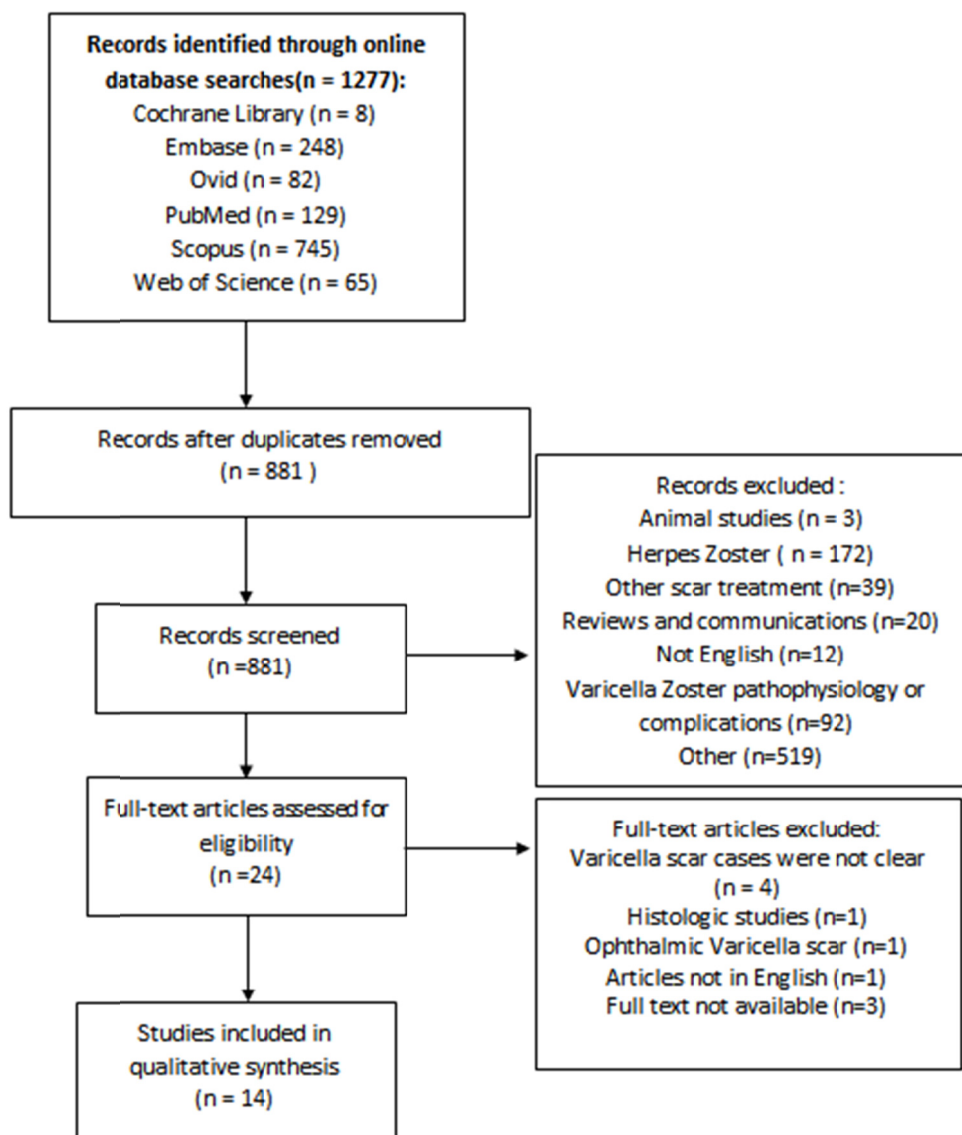 Records identified through online
database searches(n = 1277):
Cochrane Library (n = 8)
Embase (n = 248)
Ovid (n = 82)
PubMed (n = 129)
Scopus (n = 745)
Web of Science (n = 65)
Records after duplicates removed
(n = 881 )
Records screened
(n =881)
Records excluded :
Animal studies (n = 3)
Herpes Zoster ( n = 172)
Other scar treatment (n=39)
Reviews and communications (n=20)
Not English (n=12)
Varicella Zoster pathophysiology or
complications (n=92)
Other (n=519)
Full-text articles assessed for
eligibility
(n =24)
Full-text articles excluded:
Varicella scar cases were not clear
(n = 4)
Histologic studies (n=1)
Ophthalmic Varicella scar (n=1)
Articles not in English (n=1)
Full text not available (n=3)
Studies included in
qualitative synthesis
(n = 14)